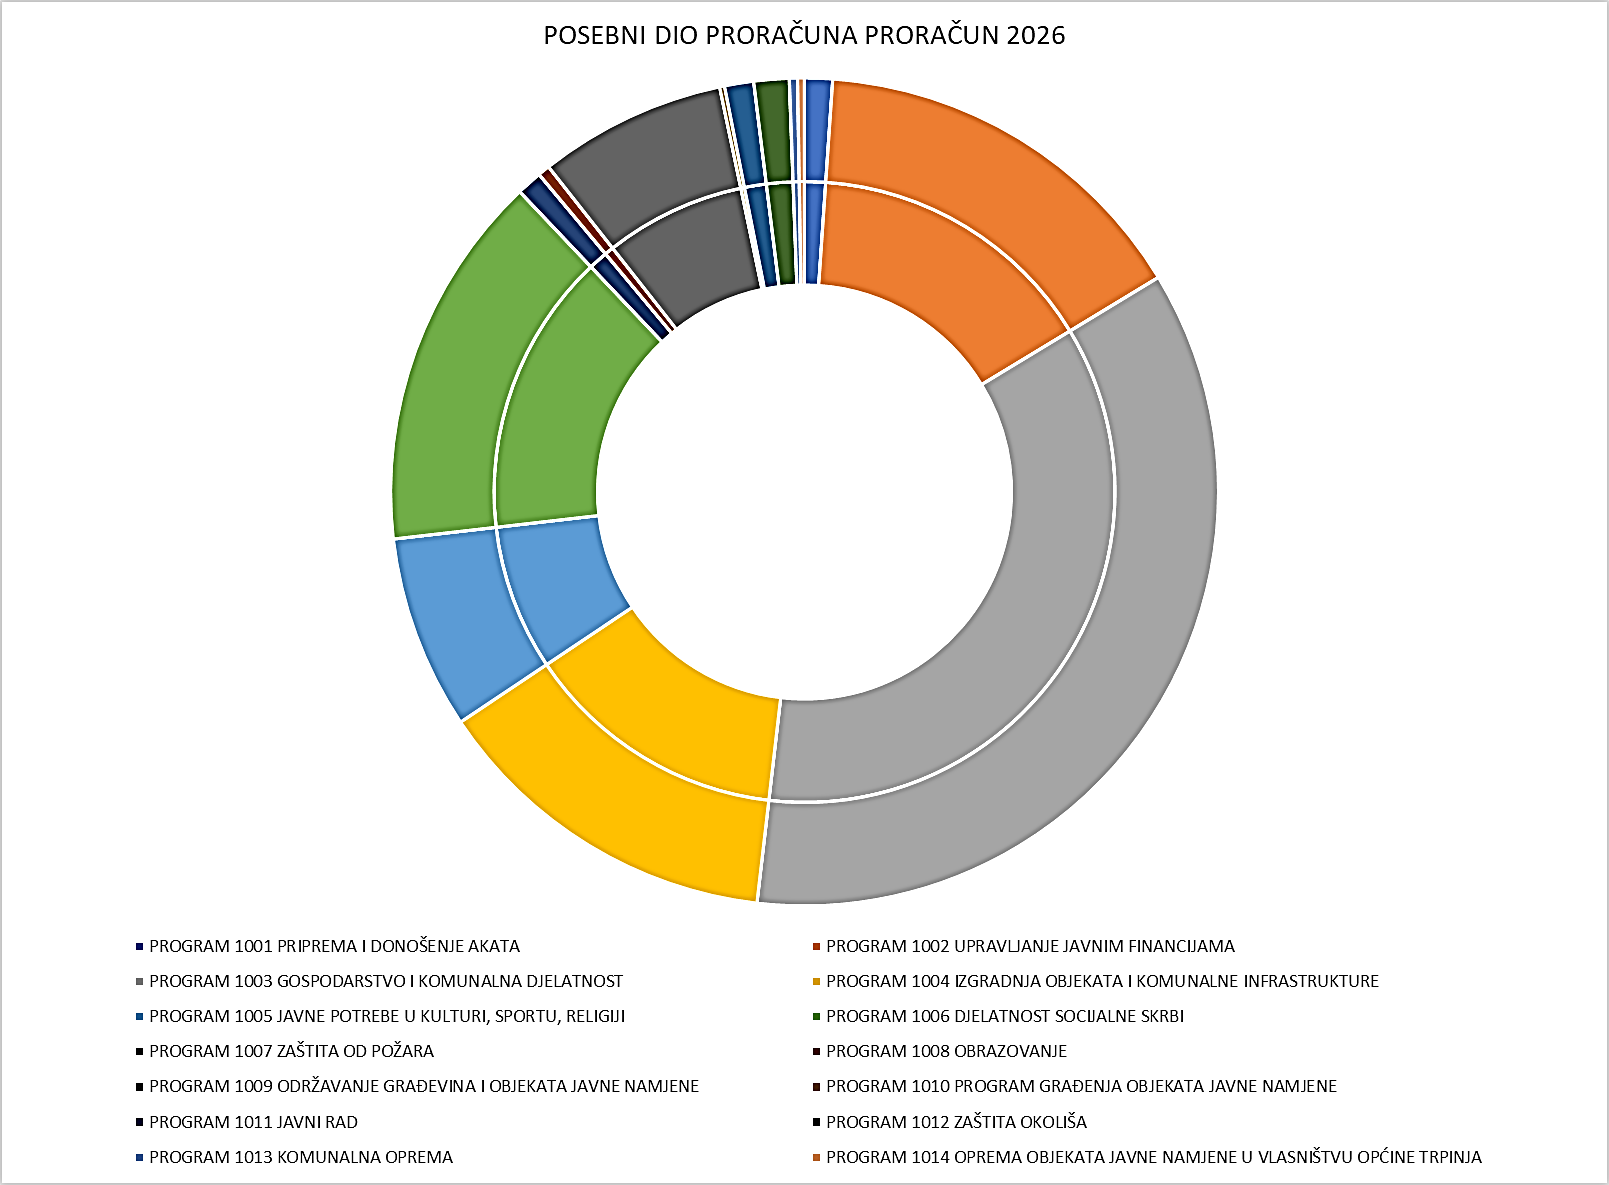 POSEBNI DIO PRORAČUNA PRORAČUN 2026
PROGRAM 1001 PRIPREMA I DONOŠENJE AKATA
PROGRAM 1002 UPRAVLJANJE JAVNIM FINANCIJAMA
PROGRAM 1003 GOSPODARSTVO I KOMUNALNA DJELATNOST
PROGRAM 1004 IZGRADNJA OBJEKATA I KOMUNALNE INFRASTRUKTURE
PROGRAM 1005 JAVNE POTREBE U KULTURI, SPORTU, RELIGIJI
PROGRAM 1006 DJELATNOST SOCIJALNE SKRBI
PROGRAM 1007 ZAŠTITA OD POŽARA
PROGRAM 1008 OBRAZOVANJE
PROGRAM 1009 ODRŽAVANJE GRAĐEVINA I OBJEKATA JAVNE NAMJENE
PROGRAM 1010 PROGRAM GRAĐENJA OBJEKATA JAVNE NAMJENE
PROGRAM 1011 JAVNI RAD
PROGRAM 1012 ZAŠTITA OKOLIŠA
PROGRAM 1013 KOMUNALNA OPREMA
PROGRAM 1014 OPREMA OBJEKATA JAVNE NAMJENE U VLASNIŠTVU OPĆINE TRPINJA